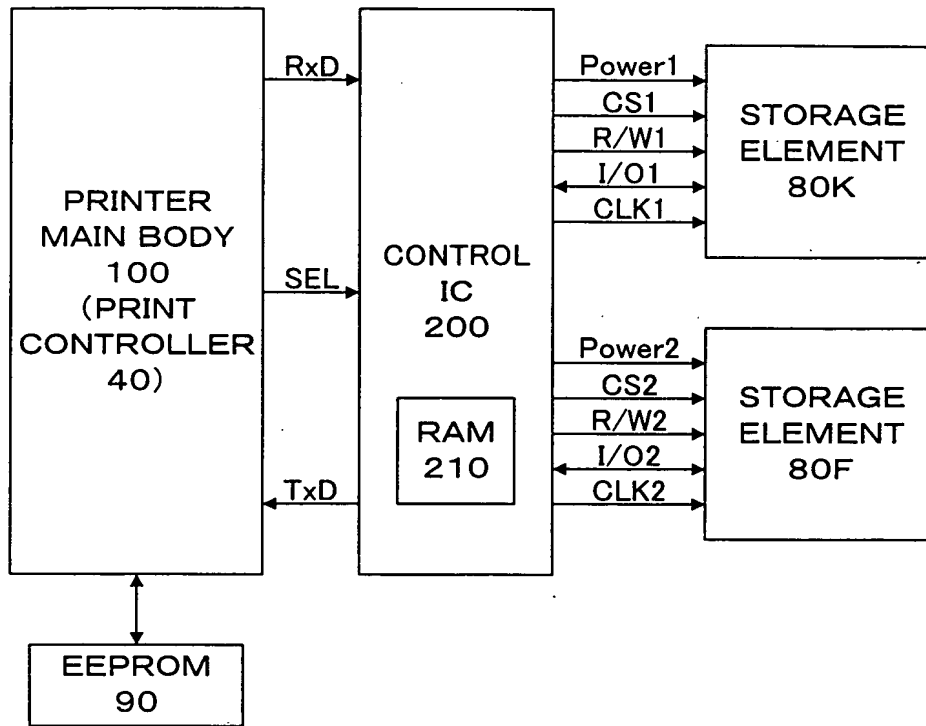 PRINTER
MAIN BODY
100
(PRINT
CONTROLLER
40)
RxD
SEL
TxD
CONTROL
IC
200
RAM
210
Power1
CS1
R/W1
I/O1
CLK1
STORAGE
ELEMENT
80K
Power2
CS2
R/W2
I/O2
CLK2
STORAGE
ELEMENT
80F
EEPROM
90